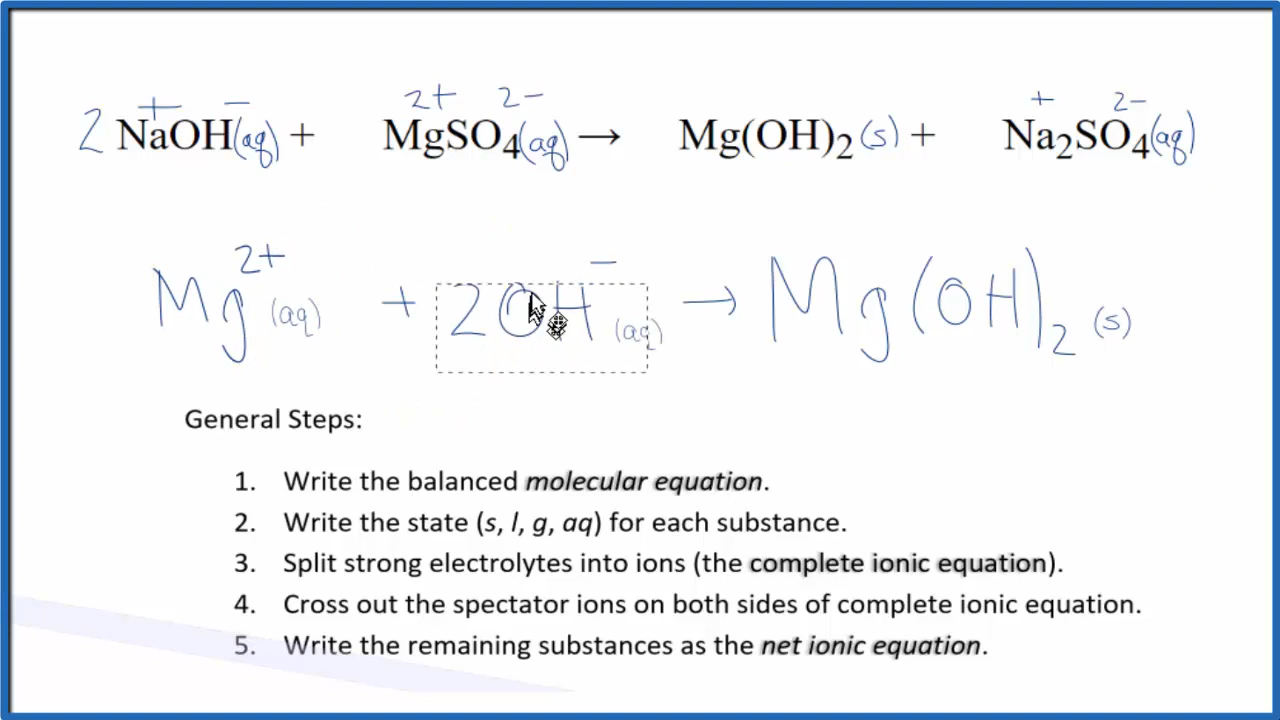 2 NaOH(aq) + MgSO₄(aq) → Mg(OH)₂(s) + Na₂SO₄(aq)
+ − 2+ 2− + 2−
Mg²⁺(aq) + 2OH⁻(aq) → Mg(OH)₂(s)
General Steps:
1. Write the balanced molecular equation.
2. Write the state (s, l, g, aq) for each substance.
3. Split strong electrolytes into ions (the complete ionic equation).
4. Cross out the spectator ions on both sides of complete ionic equation.
5. Write the remaining substances as the net ionic equation.